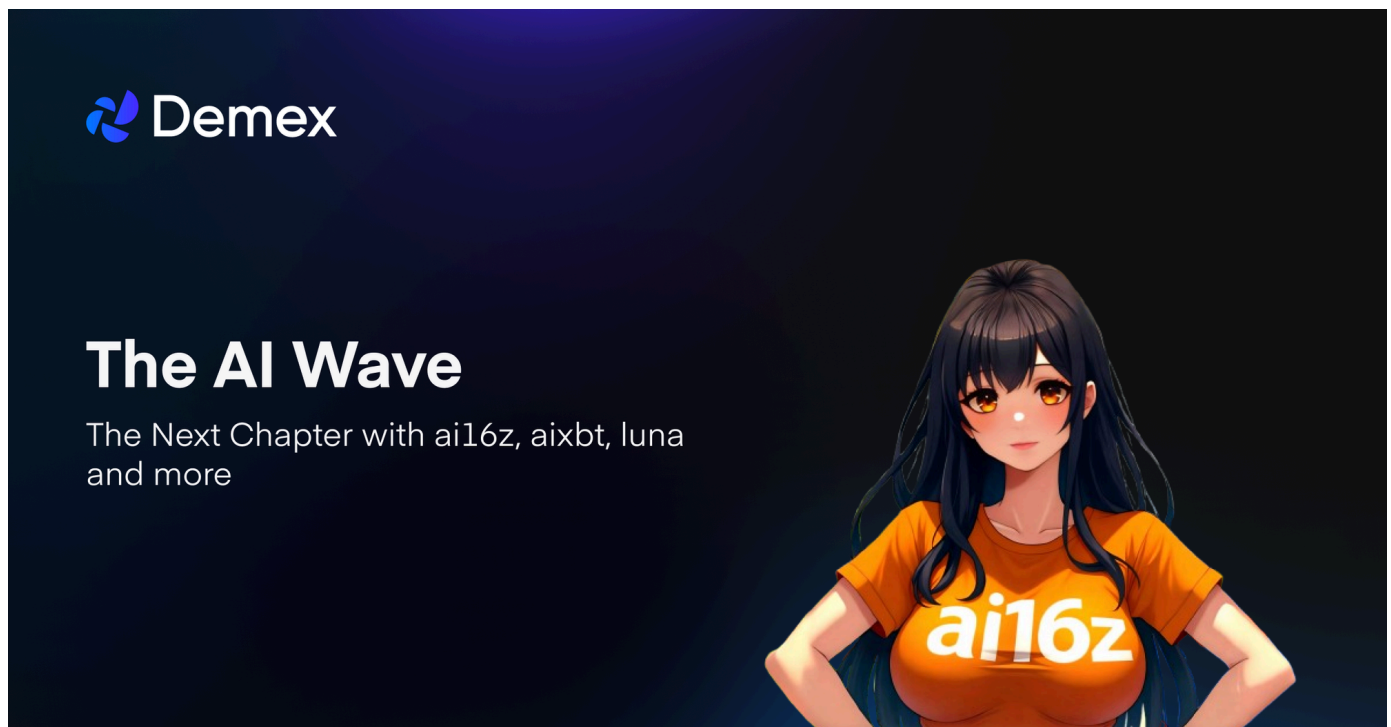 Demex
The AI Wave
The Next Chapter with ai16z, aixbt, luna
and more
ai16z